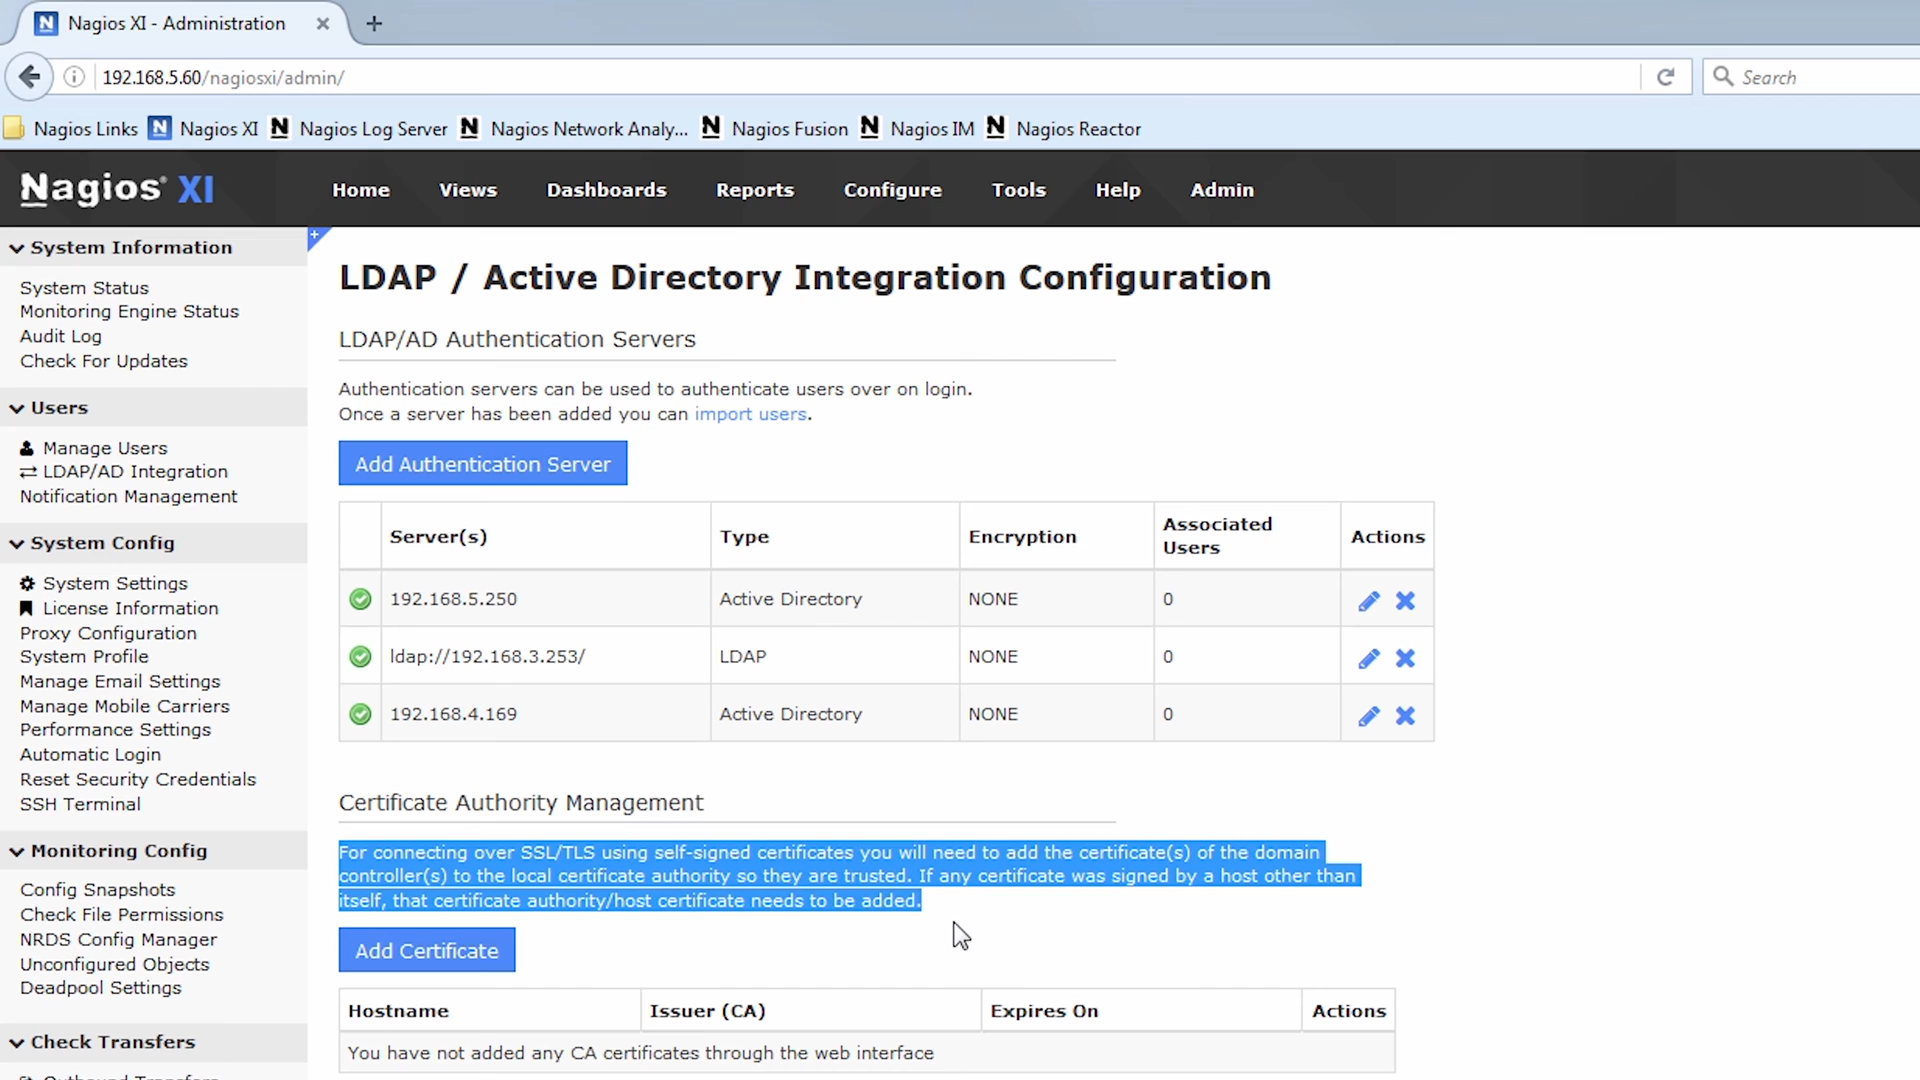 Nagios XI - Administration
192.168.5.60/nagiosxi/admin/
Search
Nagios Links Nagios XI Nagios Log Server Nagios Network Analy... Nagios Fusion Nagios IM Nagios Reactor
Nagios XI
Home Views Dashboards Reports Configure Tools Help Admin
System Information
System Status
Monitoring Engine Status
Audit Log
Check For Updates
Users
Manage Users
LDAP/AD Integration
Notification Management
System Config
System Settings
License Information
Proxy Configuration
System Profile
Manage Email Settings
Manage Mobile Carriers
Performance Settings
Automatic Login
Reset Security Credentials
SSH Terminal
Monitoring Config
Config Snapshots
Check File Permissions
NRDS Config Manager
Unconfigured Objects
Deadpool Settings
Check Transfers
Outbound Transfers
LDAP / Active Directory Integration Configuration
LDAP/AD Authentication Servers
Authentication servers can be used to authenticate users over on login.
Once a server has been added you can import users.
Add Authentication Server
Server(s) Type Encryption Associated Users Actions
192.168.5.250 Active Directory NONE 0
ldap://192.168.3.253/ LDAP NONE 0
192.168.4.169 Active Directory NONE 0
Certificate Authority Management
For connecting over SSL/TLS using self-signed certificates you will need to add the certificate(s) of the domain
controller(s) to the local certificate authority so they are trusted. If any certificate was signed by a host other than
itself, that certificate authority/host certificate needs to be added.
Add Certificate
Hostname Issuer (CA) Expires On Actions
You have not added any CA certificates through the web interface